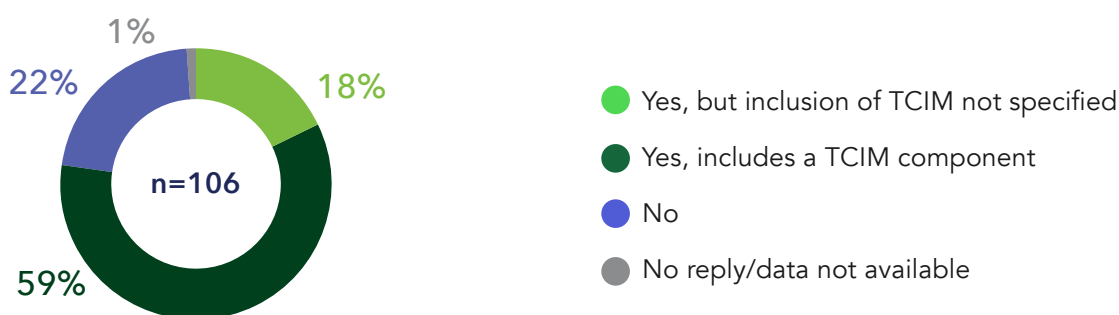 1%
22%
18%
n=106
59%
Yes, but inclusion of TCIM not specified
Yes, includes a TCIM component
No
No reply/data not available